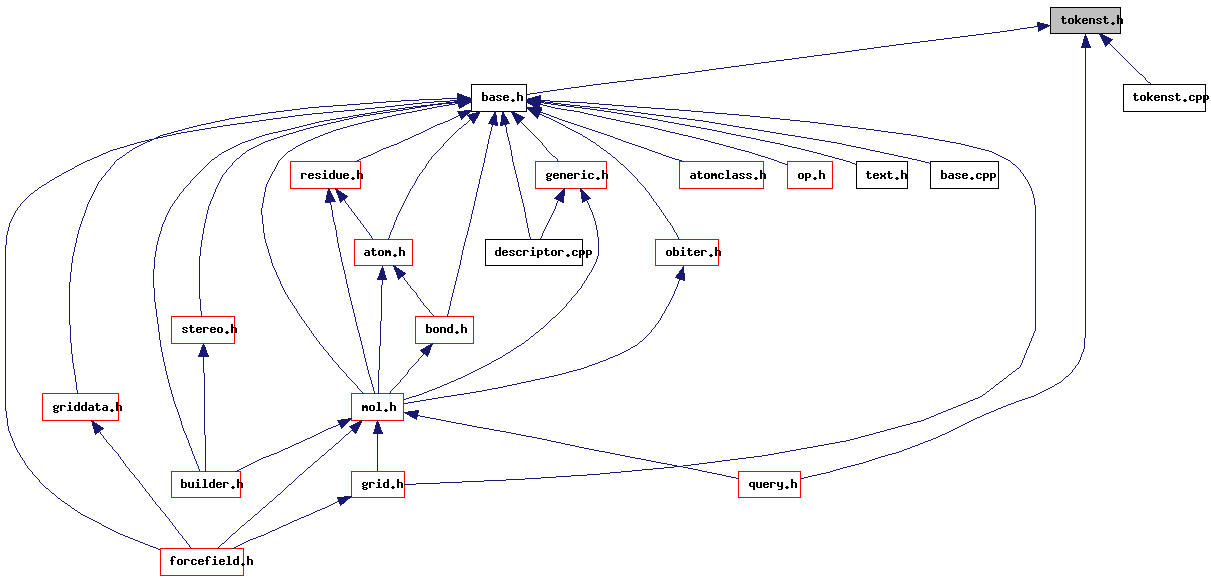 tokenst.h
base.h
tokenst.cpp
residue.h
generic.h
atomclass.h
op.h
text.h
base.cpp
atom.h
descriptor.cpp
obiter.h
stereo.h
bond.h
griddata.h
mol.h
builder.h
grid.h
query.h
forcefield.h